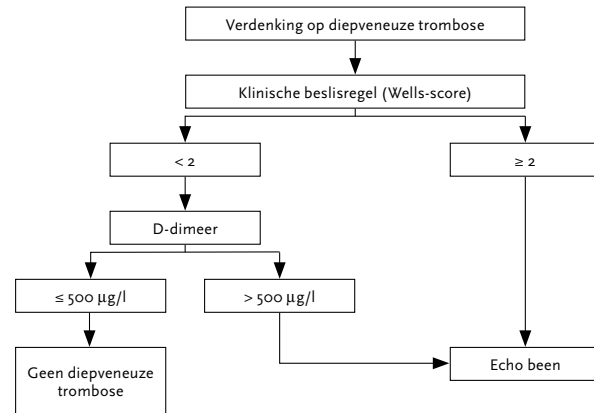 Verdenking op diepveneuze trombose
Klinische beslisregel (Wells-score)
< 2
≥ 2
D-dimeer
≤ 500 µg/l
> 500 µg/l
Geen diepveneuze
trombose
Echo been